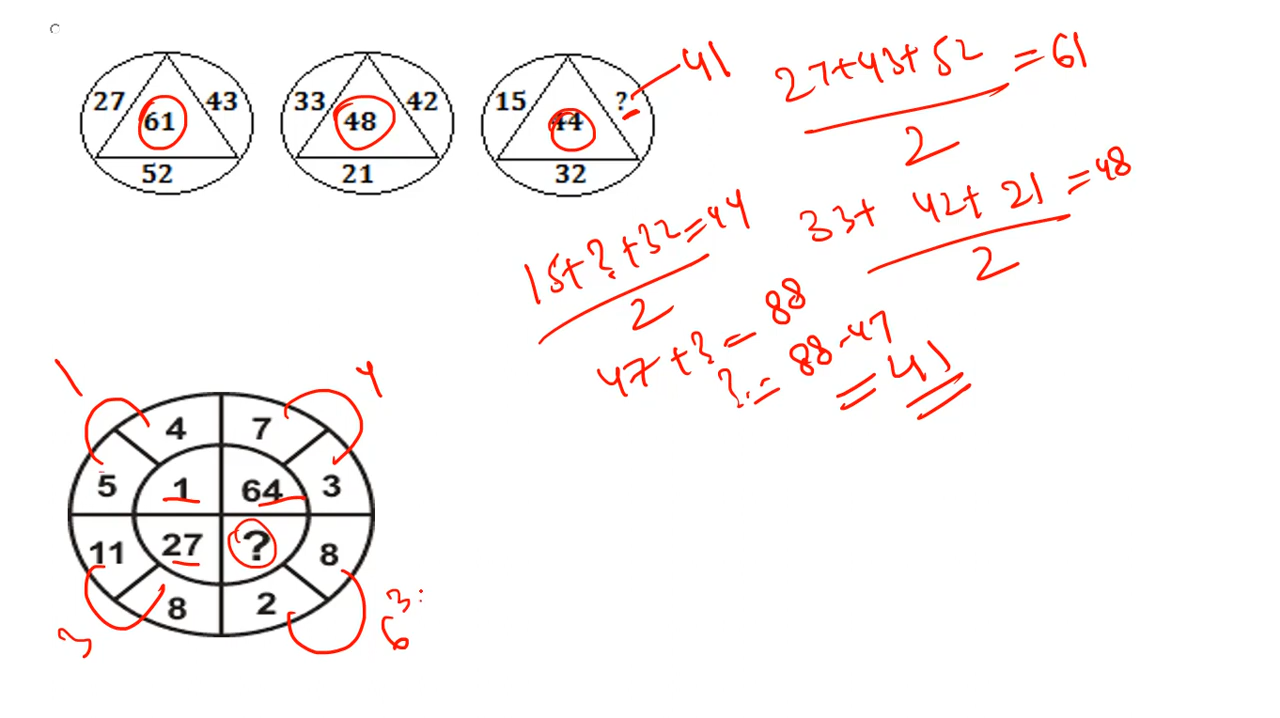 27 43 61 52
33 42 48 21
15 ? 44 32
41
27+43+52 = 61
2
33+ 42+ 21 = 48
2
15+?+32=44
2
47+? = 88
? = 88-47
= 41
1 4
4 7
5 1 64 3
11 27 ? 8
8 2
3 6 3: